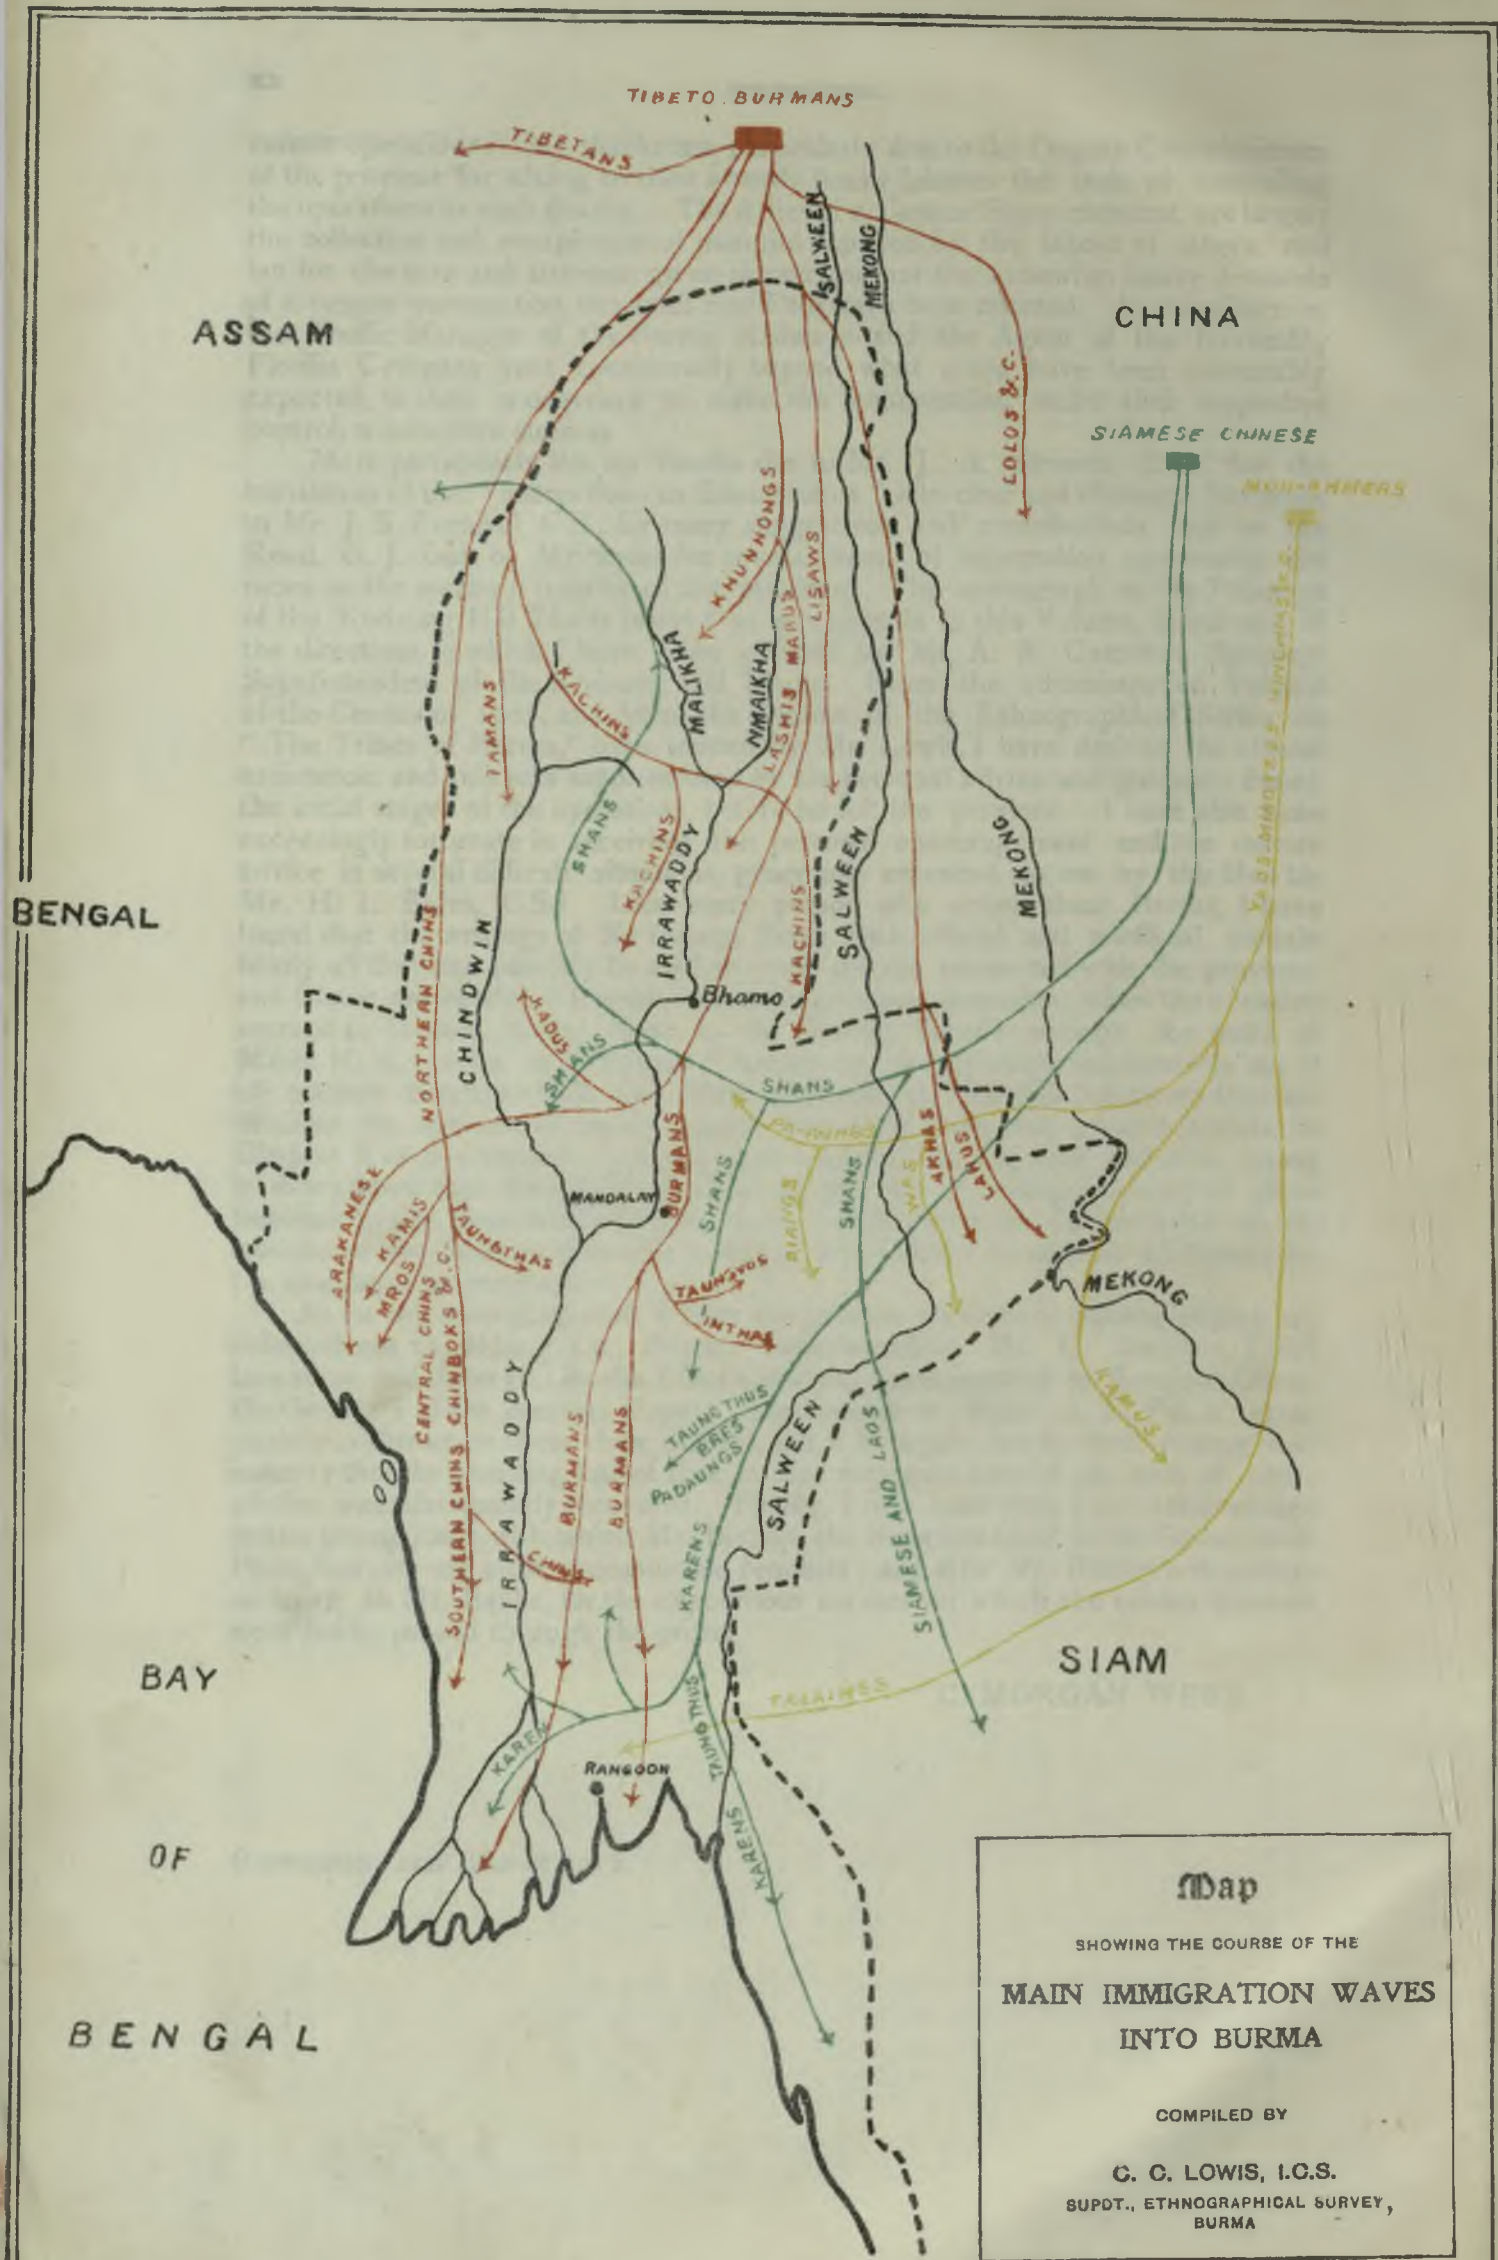 TIBETO BURMANS
TIBETANS
SALWEEN
MEKONG
ASSAM
CHINA
LOLOS &.C.
SIAMESE CHINESE
MON-KHMERS
KHUNNONGS
LISAWS
MARUS
LASHIS
MALIKHA
NMAIKHA
KACHINS
TAMANS
SHANS
KACHINS
IRRAWADDY
KACHINS
SALWEEN
MEKONG
BENGAL
NORTHERN CHINS
CHINDWIN
Bhamo
KADUS
SHANS
SHANS
PALAUNGS
BURMANS
SHANS
RIANGS
SHANS
WAS
AKHAS
LAHUS
MANDALAY
ARAKANESE
KAMIS
MROS
TAUNGTHAS
CENTRAL CHINS
SOUTHERN CHINS CHINBOKS &.C.
TAUNGYOS
INTHAS
MEKONG
KAMUS
IRRAWADDY
BURMANS
BURMANS
TAUNGTHUS
BRES
PADAUNGS
SALWEEN
SIAMESE AND LAOS
CHINS
KARENS
SIAM
BAY
TALAINGS
TAUNGTHUS
KAREN
RANGOON
KARENS
OF
BENGAL
Map
SHOWING THE COURSE OF THE
MAIN IMMIGRATION WAVES
INTO BURMA
COMPILED BY
C. C. LOWIS, I.C.S.
SUPDT., ETHNOGRAPHICAL SURVEY,
BURMA